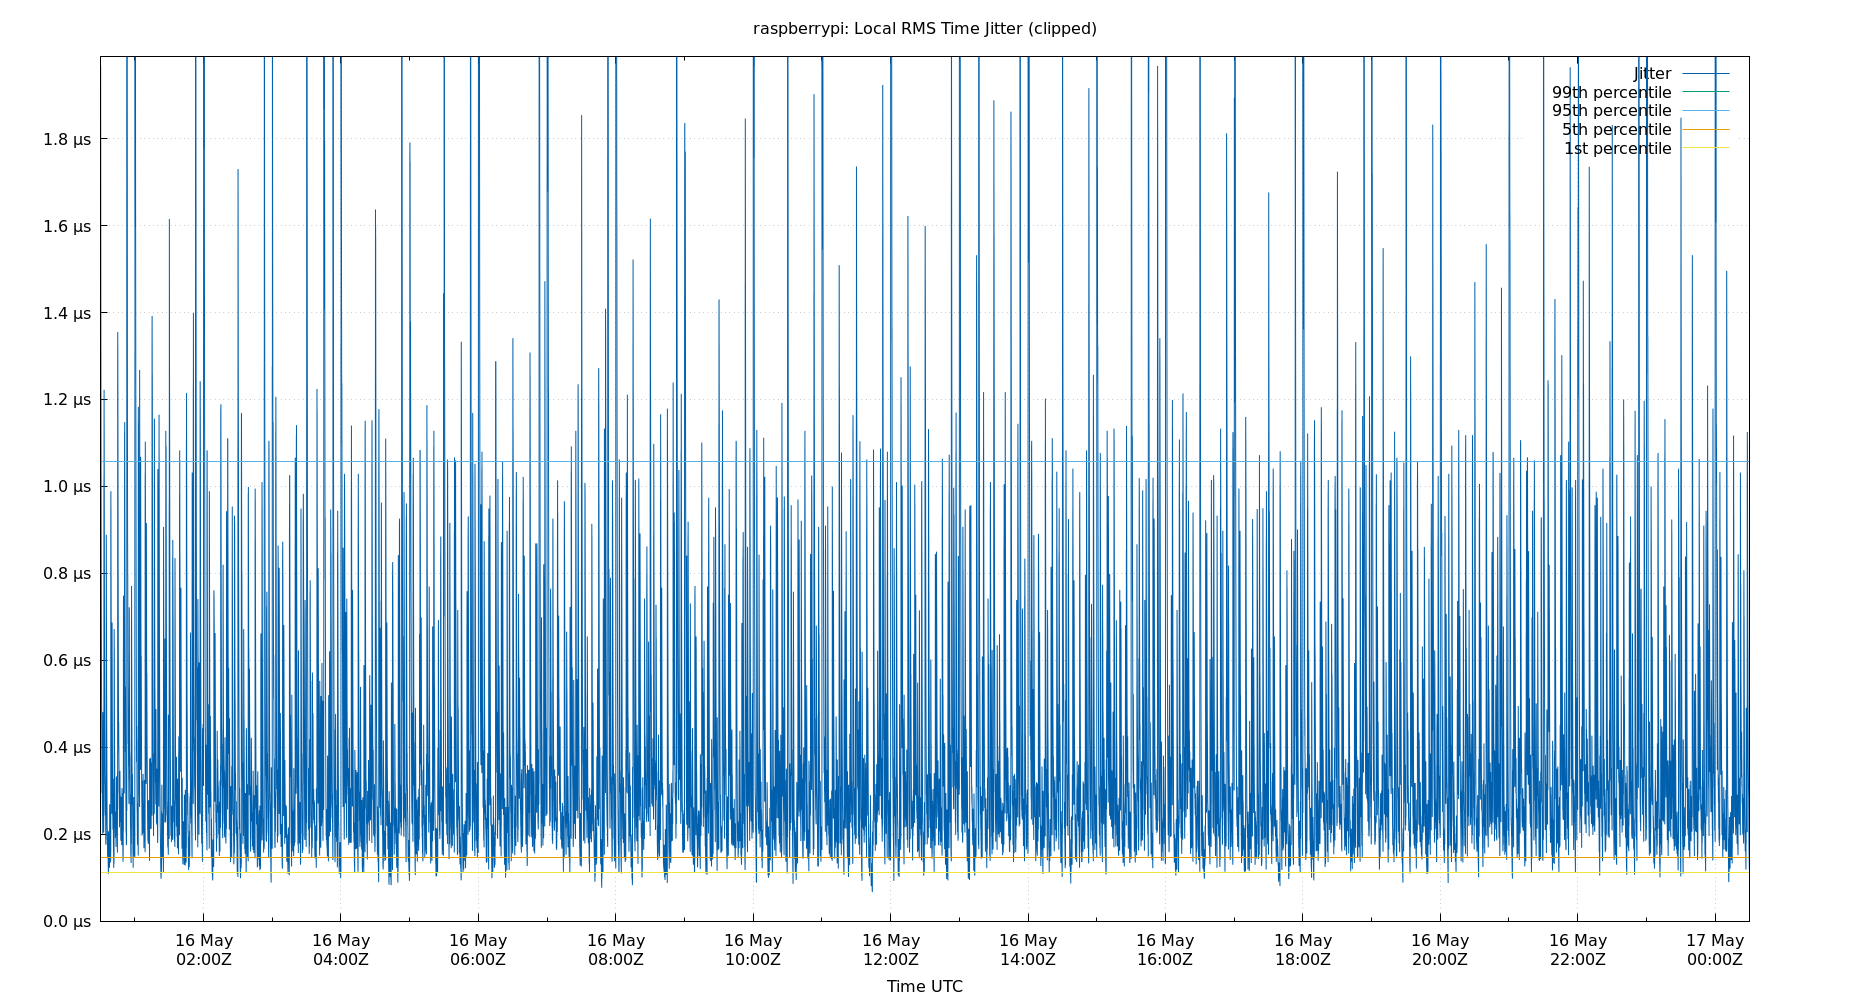 raspberrypi: Local RMS Time Jitter (clipped)
Jitter
99th percentile
95th percentile
5th percentile
1st percentile
1.8 µs
1.6 µs
1.4 µs
1.2 µs
1.0 µs
0.8 µs
0.6 µs
0.4 µs
0.2 µs
0.0 µs
16 May 16 May 16 May 16 May 16 May 16 May 16 May 16 May 16 May 16 May 16 May 17 May
02:00Z 04:00Z 06:00Z 08:00Z 10:00Z 12:00Z 14:00Z 16:00Z 18:00Z 20:00Z 22:00Z 00:00Z
Time UTC